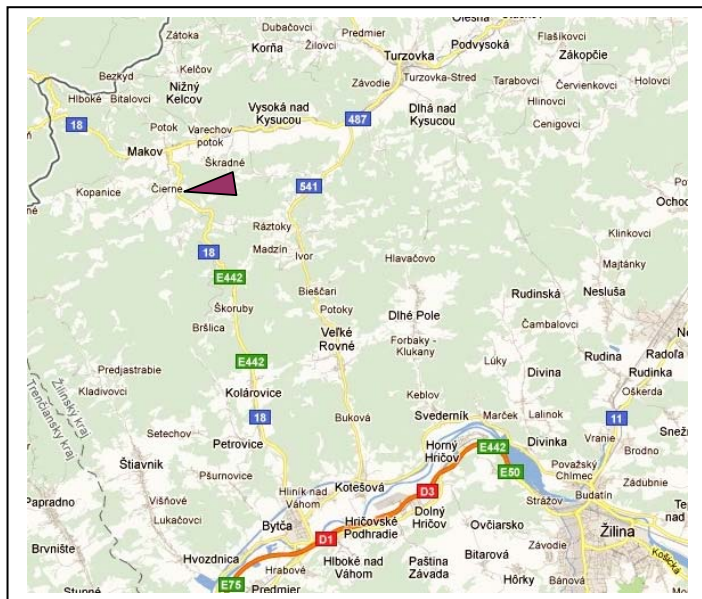 Zátoka
Dubačovci
Predmier
Olešná
Korňa
Žilovci
Turzovka
Podvysoká
Flašíkovci
Zákopčie
Bezkyd
Kelčov
Nižný
Kelcov
Závodie
Turzovka-Stred
Tarabovci
Červienkovci
Holovci
Hlboké
Bitalovci
Vysoká nad
Kysucou
Dlhá nad
Kysucou
Hlinovci
Cenigovci
18
Potok
Varechov
potok
487
Makov
Škradné
Kopanice
Čierne
541
Ráztoky
Klinkovci
18
Madzín
Ivor
Hlavačovo
Majtánky
E442
Bieščari
Rudinská
Nesluša
Škoruby
Potoky
Dlhé Pole
Čambalovci
Bršlica
Veľké
Rovné
Forbaky -
Klukany
Rudina
Radoľa
E442
Lúky
Divina
Rudinka
Predjastrabie
Kladivovci
Kolárovice
Keblov
Oškerda
Žilinský kraj
Trenčiansky kraj
18
Buková
Svederník
Marček
Lalinok
11
Setechov
Petrovice
Horný
Hričov
E442
Divinka
Vranie
Brodno
Štiavnik
Pšurnovice
E50
Považský
Chlmec
Zádubnie
Višňové
Hliník nad
Váhom
Kotešová
D3
Strážov
Budatín
Papradno
Lukačovci
Bytča
Hričovské
Podhradie
Dolný
Hričov
Ovčiarsko
Žilina
Brvnište
Hvozdnica
D1
Závodie
Košická
Hlboké nad
Váhom
Paština
Závada
Bitarová
Hrabové
E75
Predmier
Hôrky
Bánová
Stupné